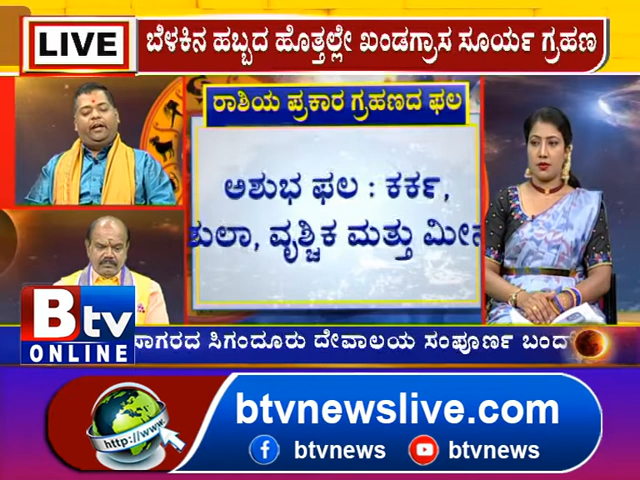 LIVE
ಬೆಳಕಿನ ಹಬ್ಬದ ಹೊತ್ತಲ್ಲೇ ಖಂಡಗ್ರಾಸ ಸೂರ್ಯ ಗ್ರಹಣ
ರಾಶಿಯ ಪ್ರಕಾರ ಗ್ರಹಣದ ಫಲ
ಅಶುಭ ಫಲ : ಕರ್ಕ,
ತುಲಾ, ವೃಶ್ಚಿಕ ಮತ್ತು ಮೀನ
Btv
ONLINE
ಸಾಗರದ ಸಿಗಂದೂರು ದೇವಾಲಯ ಸಂಪೂರ್ಣ ಬಂದ್
http://www.
btvnewslive.com
btvnews
btvnews